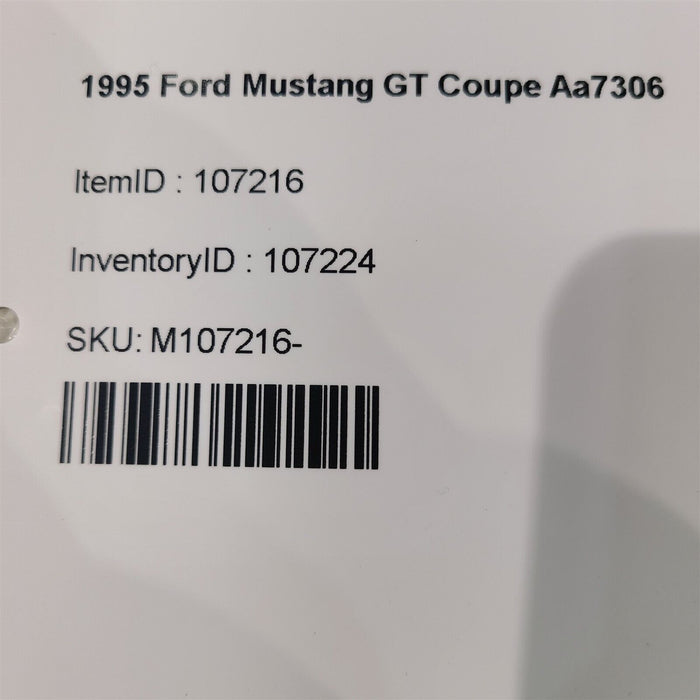 1995 Ford Mustang GT Coupe Aa7306
ItemID : 107216
InventoryID : 107224
SKU: M107216-